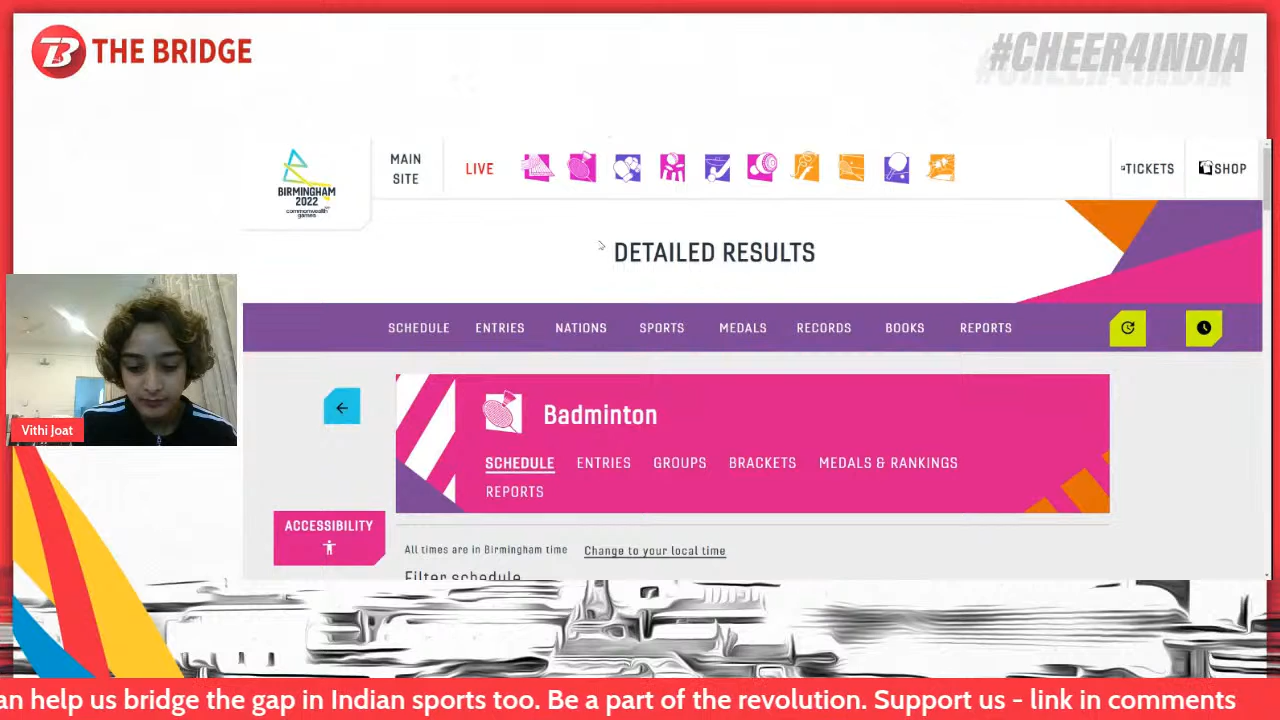 THE BRIDGE
#CHEER4INDIA
BIRMINGHAM
2022
commonwealth
games
MAIN
SITE
LIVE
TICKETS
SHOP
DETAILED RESULTS
SCHEDULE ENTRIES NATIONS SPORTS MEDALS RECORDS BOOKS REPORTS
Badminton
SCHEDULE ENTRIES GROUPS BRACKETS MEDALS & RANKINGS
REPORTS
Vithi Joat
ACCESSIBILITY
All times are in Birmingham time Change to your local time
Filter schedule
an help us bridge the gap in Indian sports too. Be a part of the revolution. Support us - link in comments